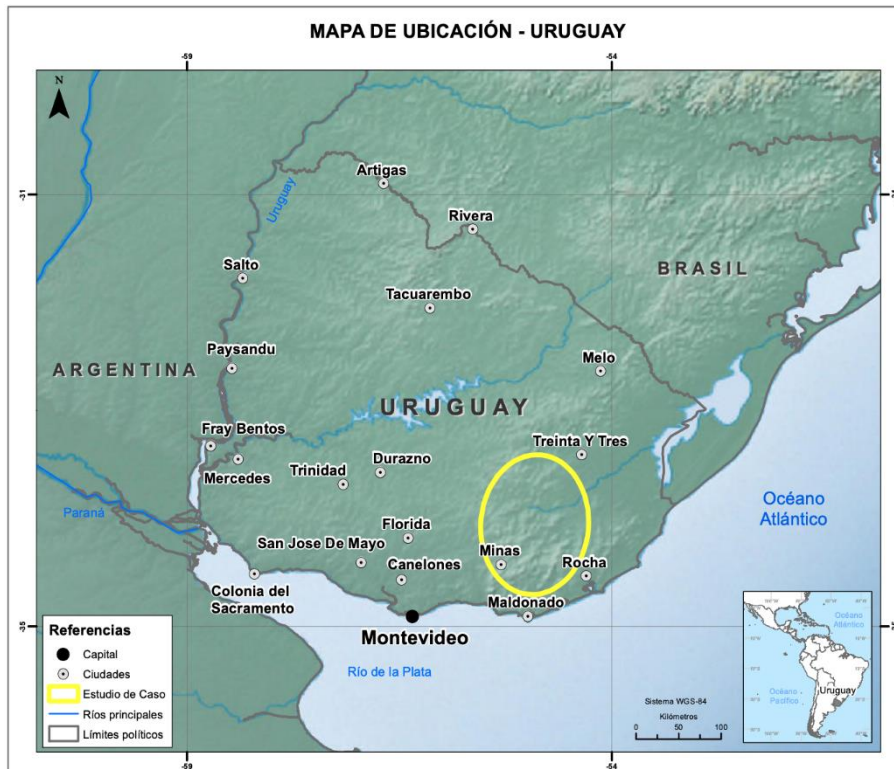 MAPA DE UBICACIÓN - URUGUAY
-59
-54
N
Artigas
-31
Uruguay
Rivera
Salto
BRASIL
Tacuarembo
Paysandu
ARGENTINA
Melo
URUGUAY
Fray Bentos
Treinta Y Tres
Durazno
Trinidad
Mercedes
Océano
Atlántico
Paraná
Florida
San Jose De Mayo
Minas
Canelones
Rocha
Colonia del
Sacramento
Maldonado
Montevideo
Río de la Plata
Referencias
Capital
Ciudades
Estudio de Caso
Ríos principales
Límites políticos
Sistema WGS-84
Kilómetros
0 50 100
Océano
Atlántico
Océano
Pacífico
Uruguay
-59
-54